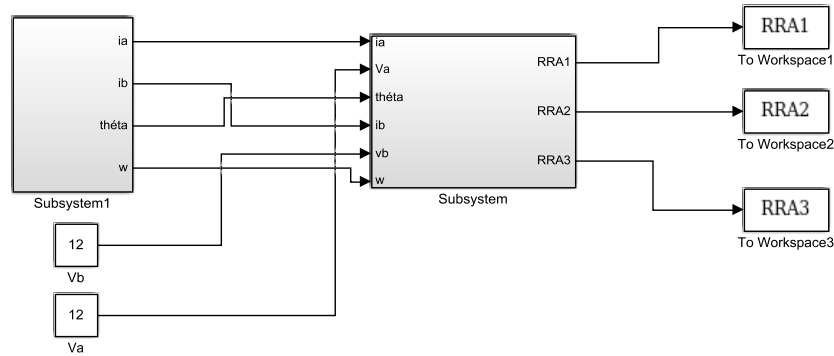 ia
ib
théta
w
Subsystem1
12
Vb
12
Va
ia
Va
théta
ib
vb
w
RRA1
RRA2
RRA3
Subsystem
RRA1
To Workspace1
RRA2
To Workspace2
RRA3
To Workspace3